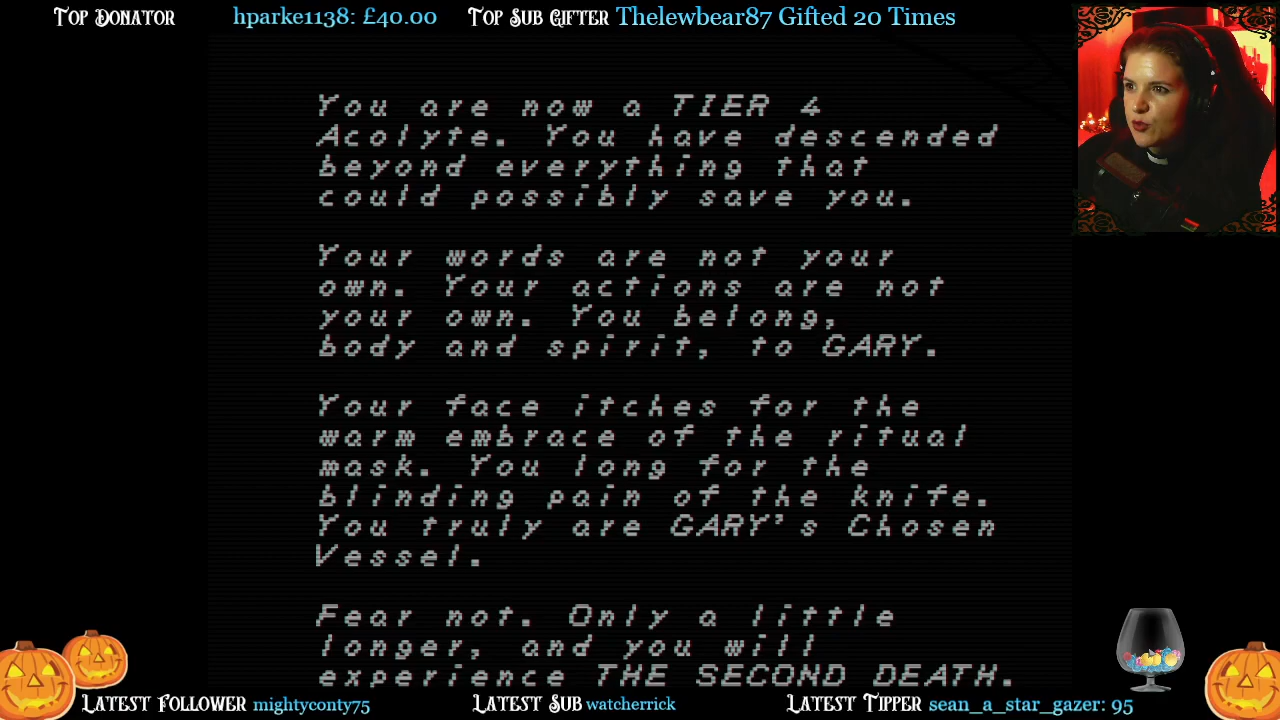 Top Donator hparke1138: £40.00 Top Sub Gifter Thelewbear87 Gifted 20 Times
You are now a TIER 4
Acolyte. You have descended
beyond everything that
could possibly save you.
Your words are not your
own. Your actions are not
your own. You belong,
body and spirit, to GARY.
Your face itches for the
warm embrace of the ritual
mask. You long for the
blinding pain of the knife.
You truly are GARY's Chosen
Vessel.
Fear not. Only a little
longer, and you will
experience THE SECOND DEATH.
Latest Follower mightyconty75 Latest Sub watcherrick Latest Tipper sean_a_star_gazer: 95